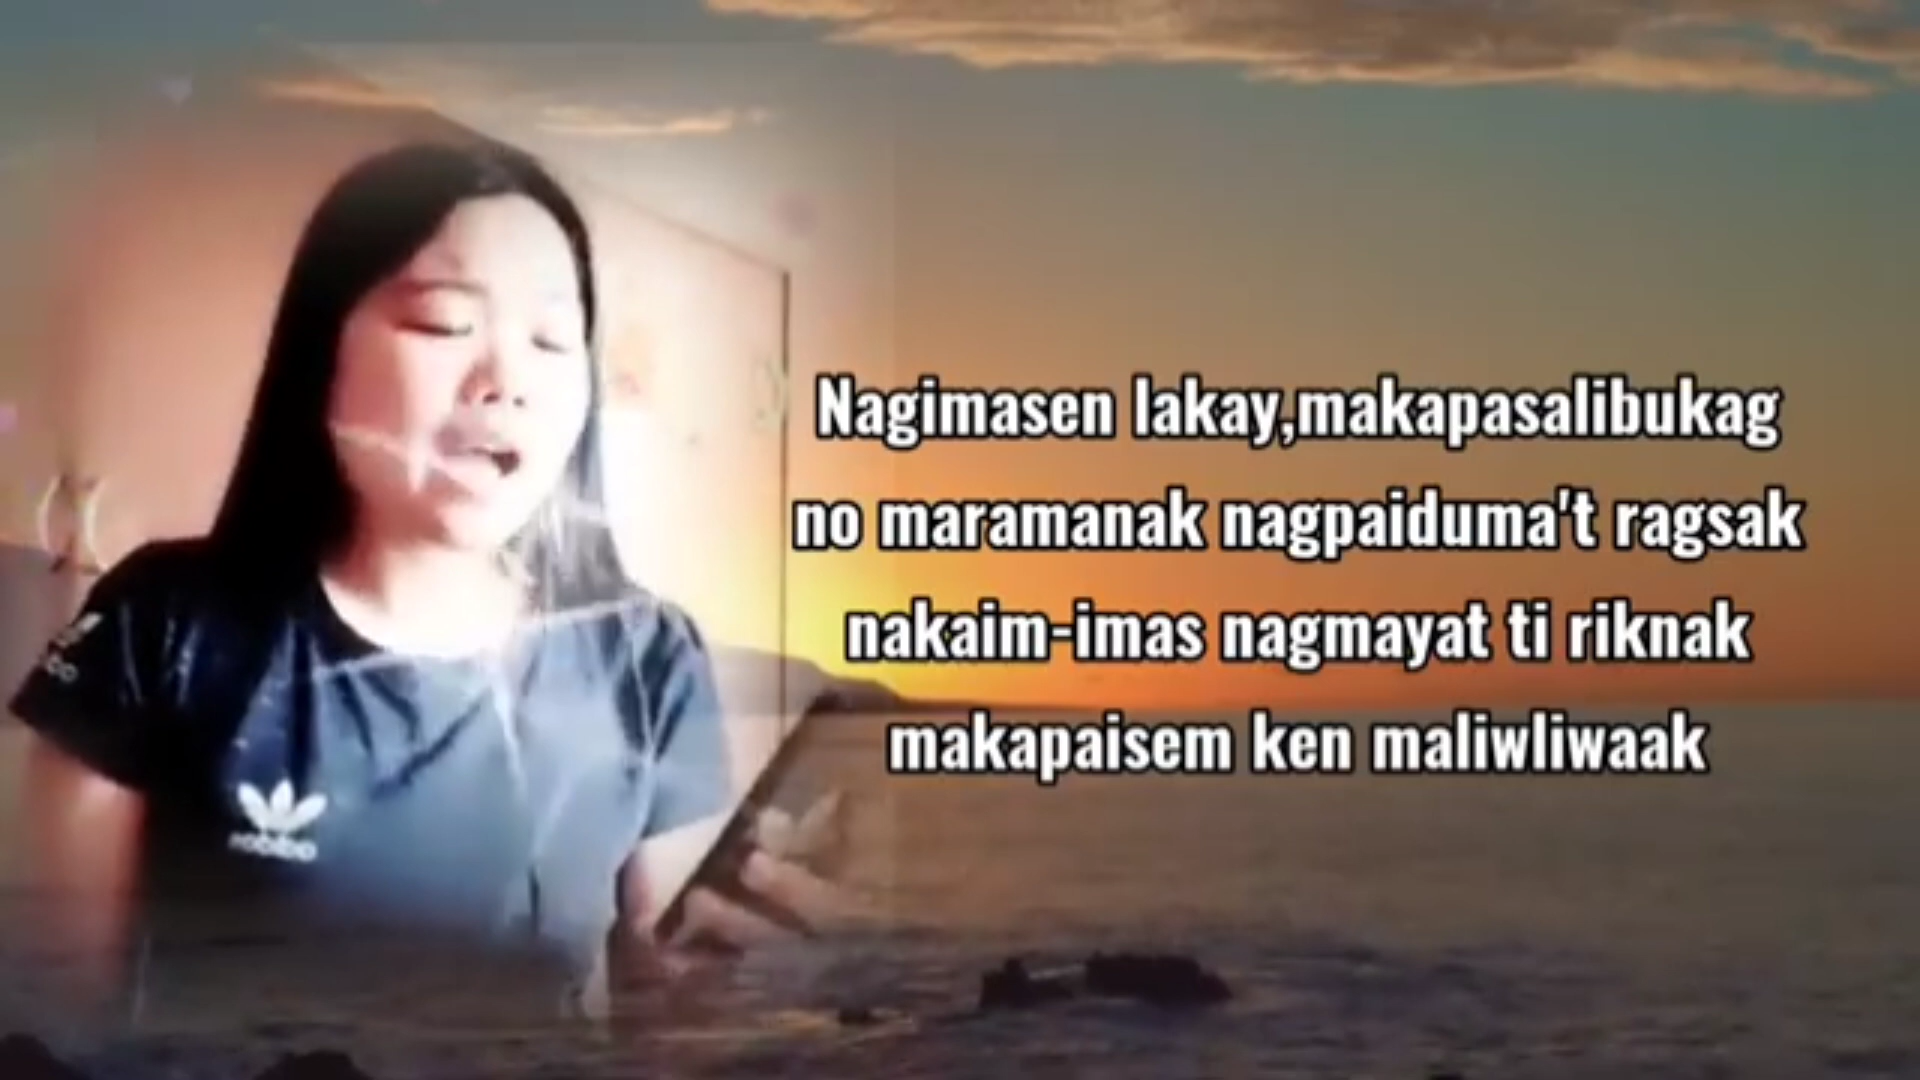 Nagimasen lakay,makapasalibukag
no maramanak nagpaiduma't ragsak
nakaim-imas nagmayat ti riknak
makapaisem ken maliwliwaak